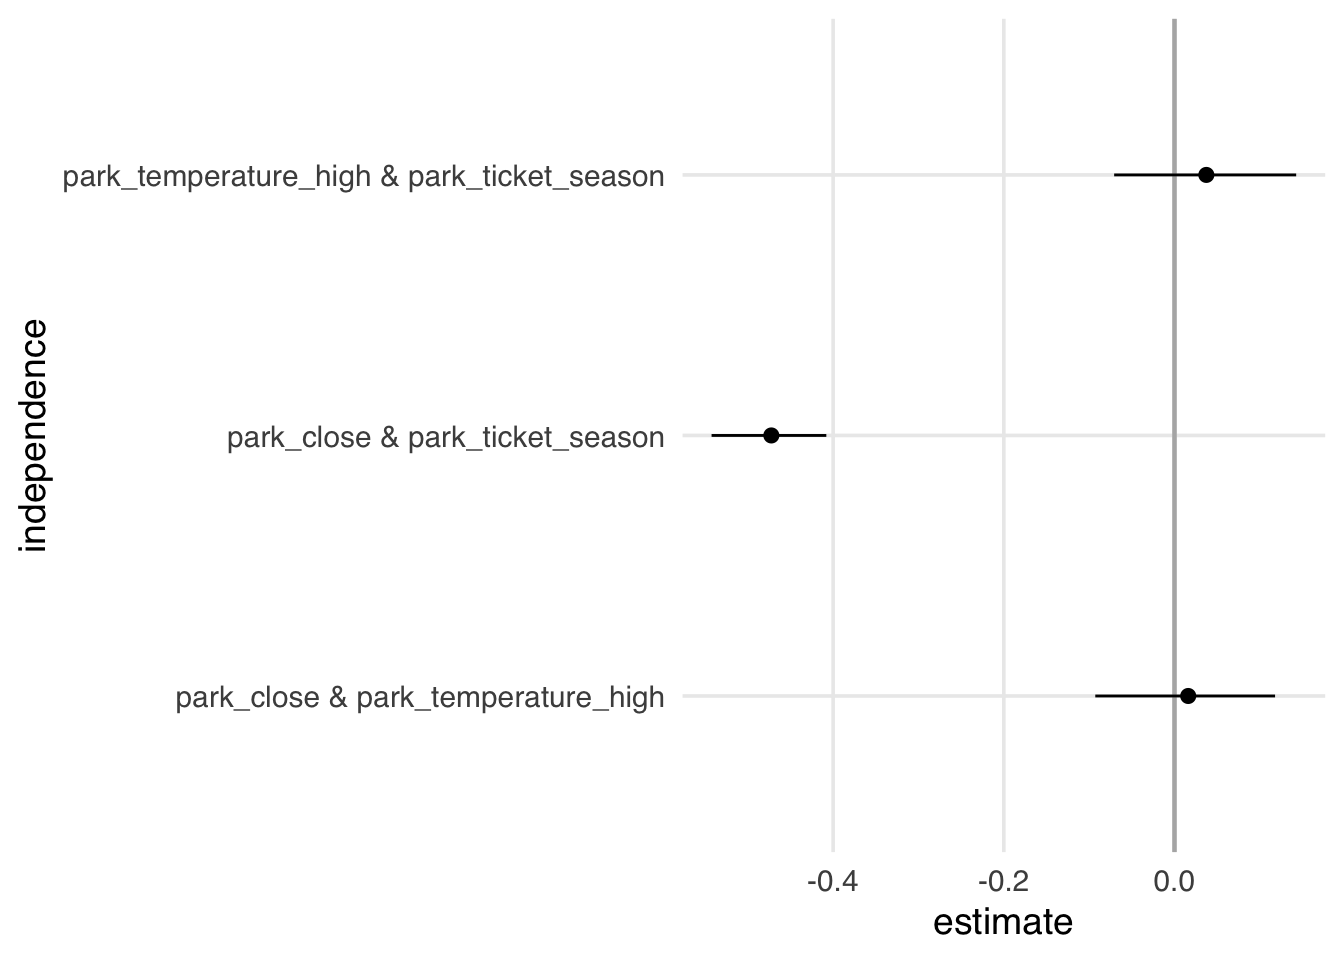 park_temperature_high & park_ticket_season
park_close & park_ticket_season
park_close & park_temperature_high
independence
-0.4
-0.2
0.0
estimate